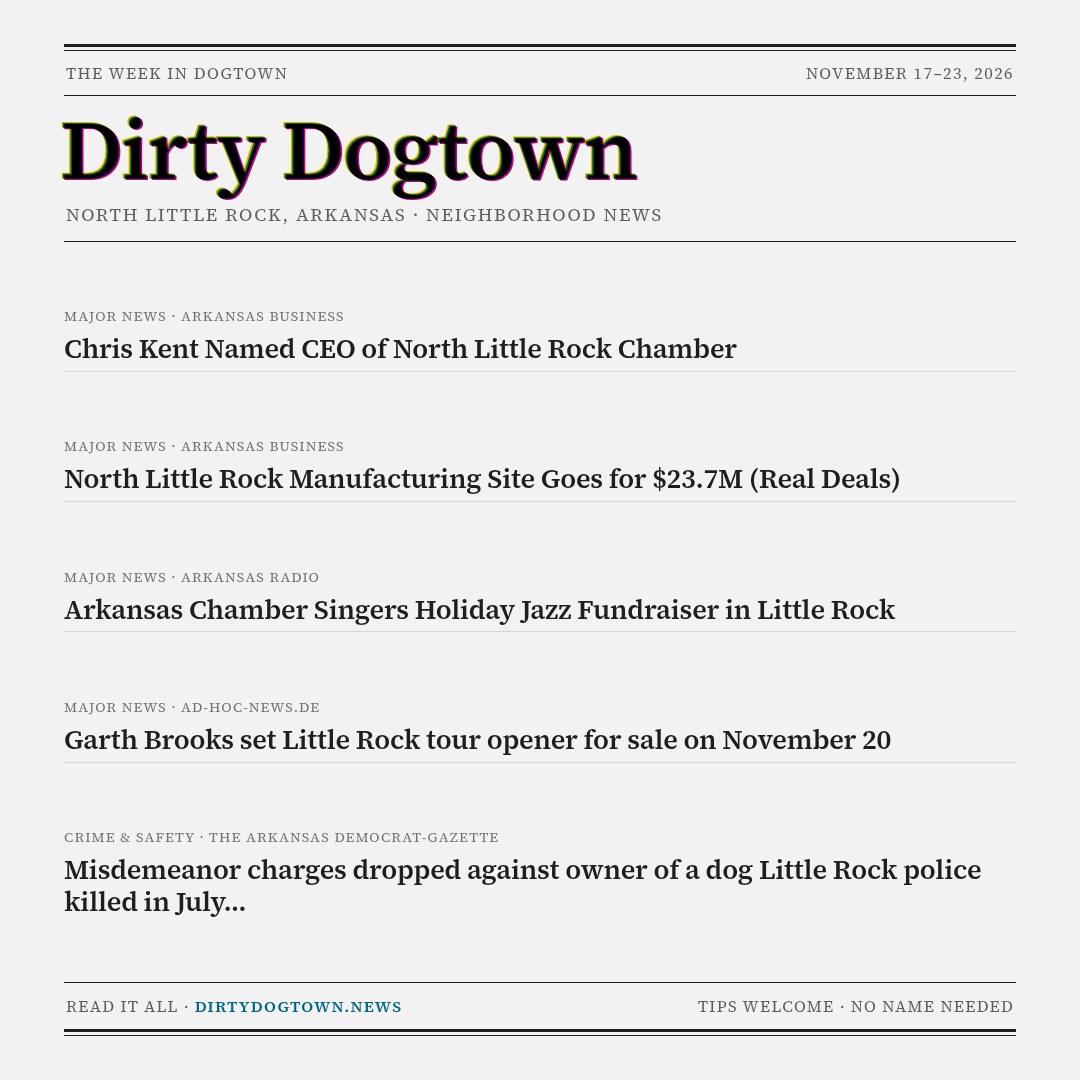 THE WEEK IN DOGTOWN
NOVEMBER 17–23, 2026
Dirty Dogtown
NORTH LITTLE ROCK, ARKANSAS · NEIGHBORHOOD NEWS
MAJOR NEWS · ARKANSAS BUSINESS
Chris Kent Named CEO of North Little Rock Chamber
MAJOR NEWS · ARKANSAS BUSINESS
North Little Rock Manufacturing Site Goes for $23.7M (Real Deals)
MAJOR NEWS · ARKANSAS RADIO
Arkansas Chamber Singers Holiday Jazz Fundraiser in Little Rock
MAJOR NEWS · AD-HOC-NEWS.DE
Garth Brooks set Little Rock tour opener for sale on November 20
CRIME & SAFETY · THE ARKANSAS DEMOCRAT-GAZETTE
Misdemeanor charges dropped against owner of a dog Little Rock police
killed in July…
READ IT ALL · DIRTYDOGTOWN.NEWS
TIPS WELCOME · NO NAME NEEDED